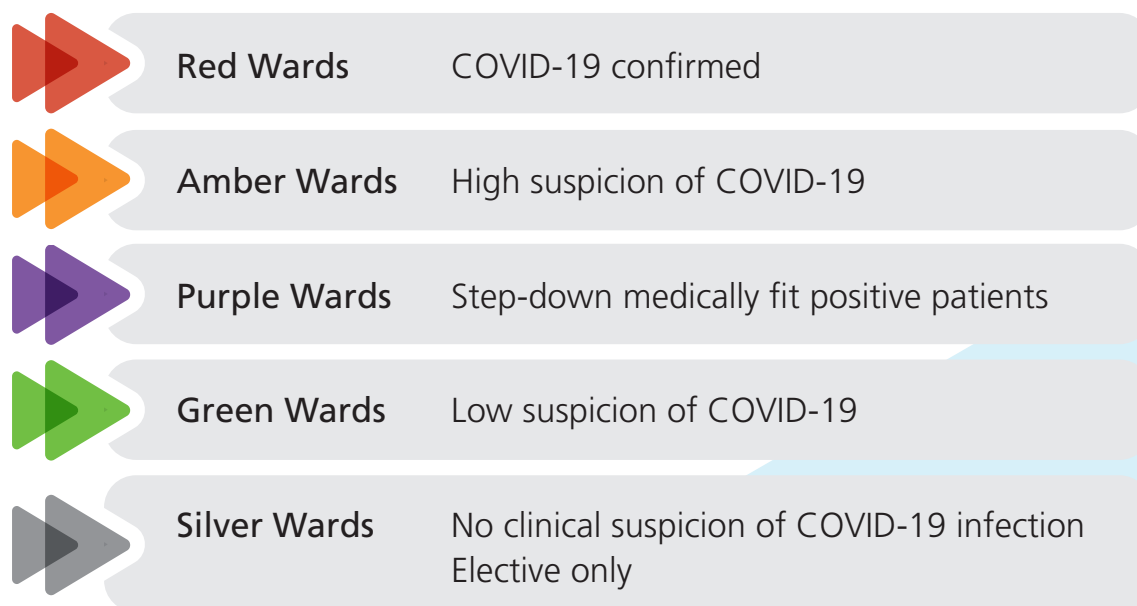 Red Wards COVID-19 confirmed
Amber Wards High suspicion of COVID-19
Purple Wards Step-down medically fit positive patients
Green Wards Low suspicion of COVID-19
Silver Wards No clinical suspicion of COVID-19 infection
Elective only